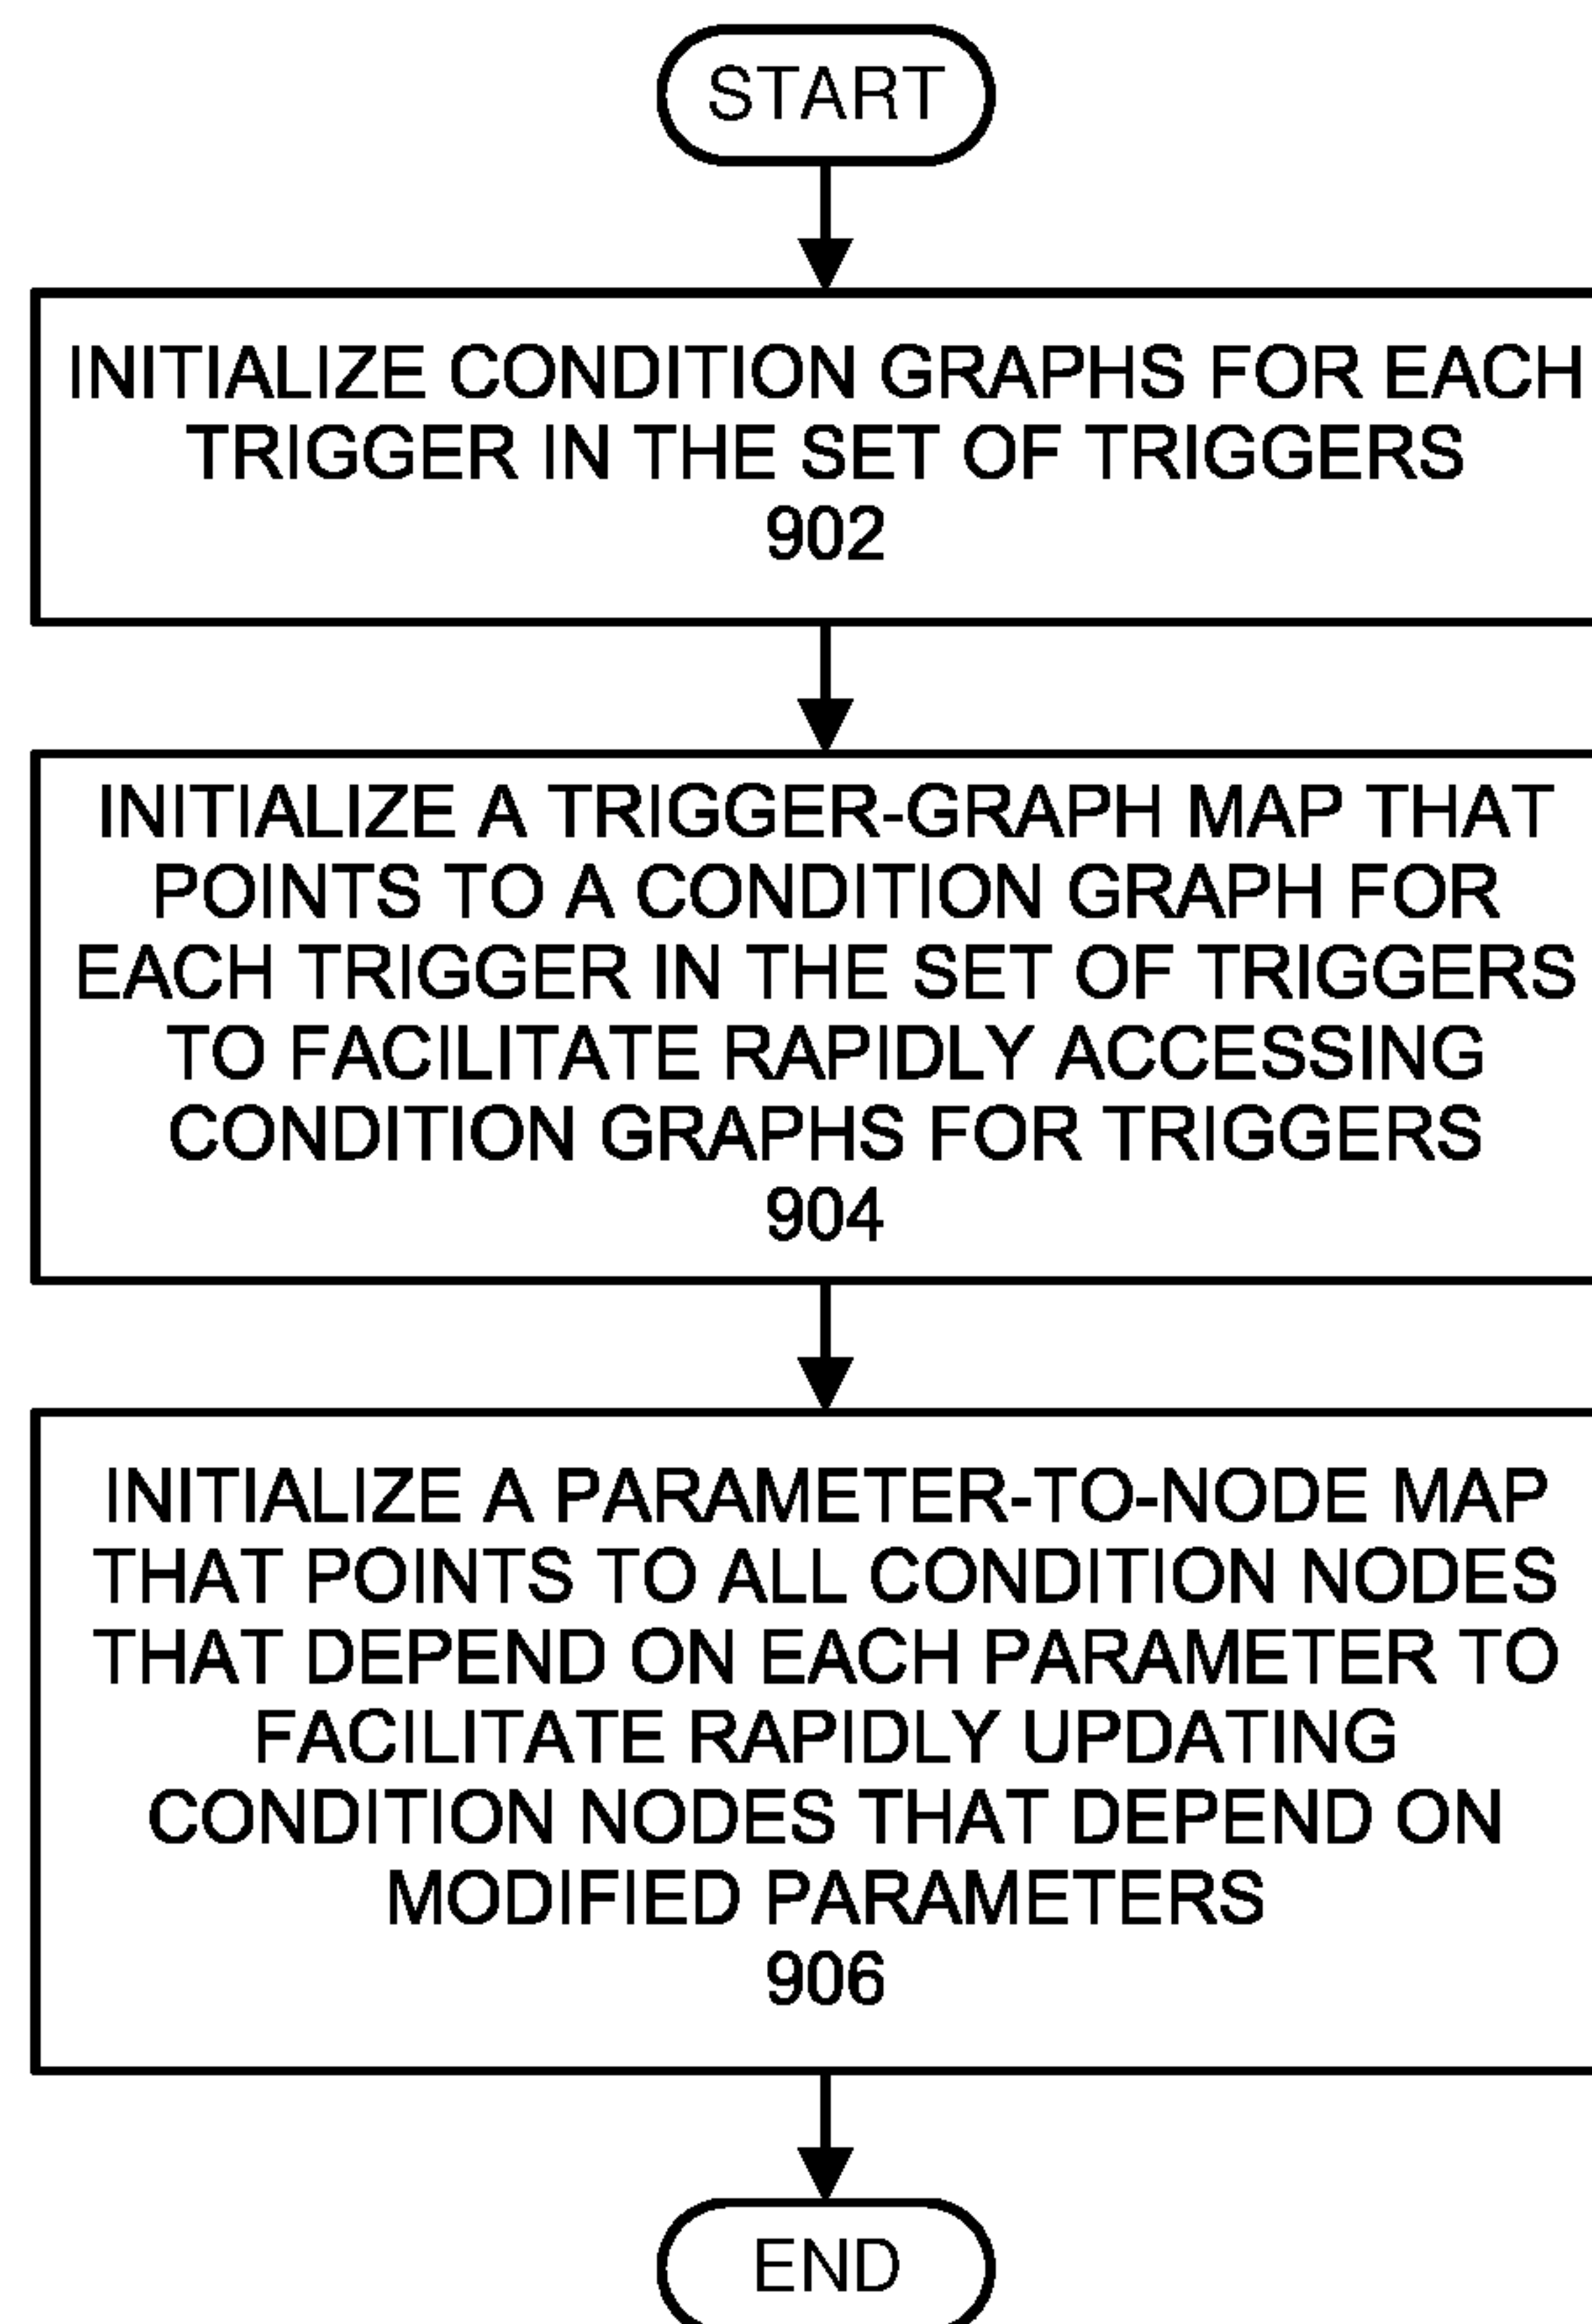 START
INITIALIZE CONDITION GRAPHS FOR EACH
TRIGGER IN THE SET OF TRIGGERS
902
INITIALIZE A TRIGGER-GRAPH MAP THAT
POINTS TO A CONDITION GRAPH FOR
EACH TRIGGER IN THE SET OF TRIGGERS
TO FACILITATE RAPIDLY ACCESSING
CONDITION GRAPHS FOR TRIGGERS
904
INITIALIZE A PARAMETER-TO-NODE MAP
THAT POINTS TO ALL CONDITION NODES
THAT DEPEND ON EACH PARAMETER TO
FACILITATE RAPIDLY UPDATING
CONDITION NODES THAT DEPEND ON
MODIFIED PARAMETERS
906
END